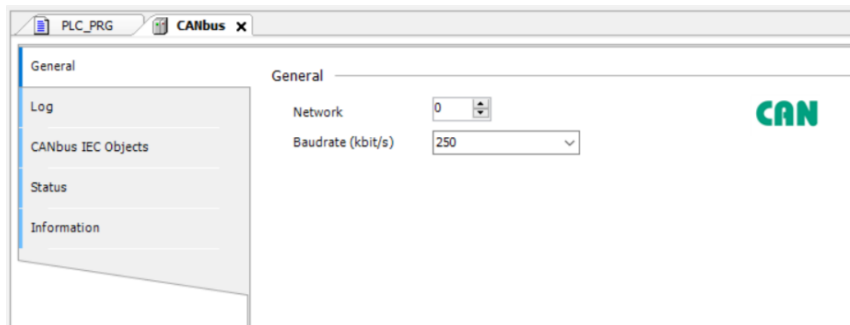 PLC_PRG CANbus x
General
Log
CANbus IEC Objects
Status
Information
General
Network 0
Baudrate (kbit/s) 250
CAN